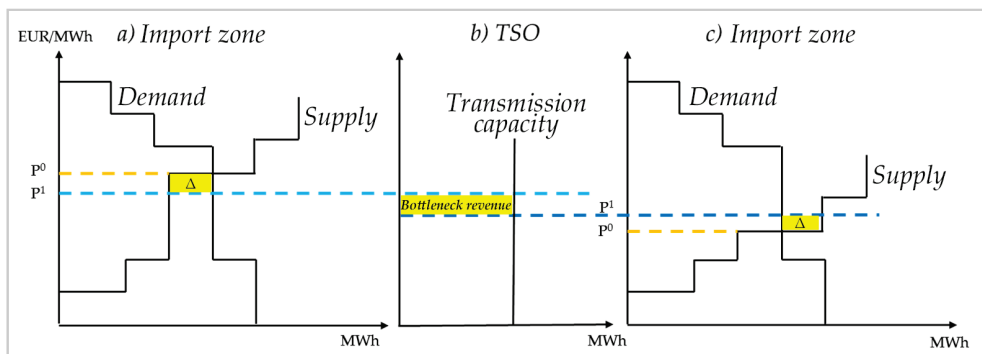 a) Import zone
b) TSO
c) Import zone
EUR/MWh
Demand
Supply
P⁰
Δ
P¹
MWh
Transmission
capacity
Bottleneck revenue
MWh
Demand
Supply
P¹
Δ
P⁰
MWh